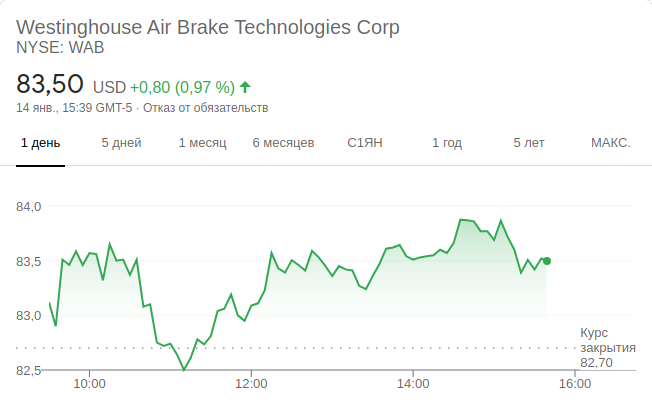 Westinghouse Air Brake Technologies Corp
NYSE: WAB
83,50 USD +0,80 (0,97 %)
14 янв., 15:39 GMT-5 · Отказ от обязательств
1 день 5 дней 1 месяц 6 месяцев С1ЯН 1 год 5 лет МАКС.
84,0
83,5
83,0
Курс
закрытия
82,70
82,5
10:00 12:00 14:00 16:00